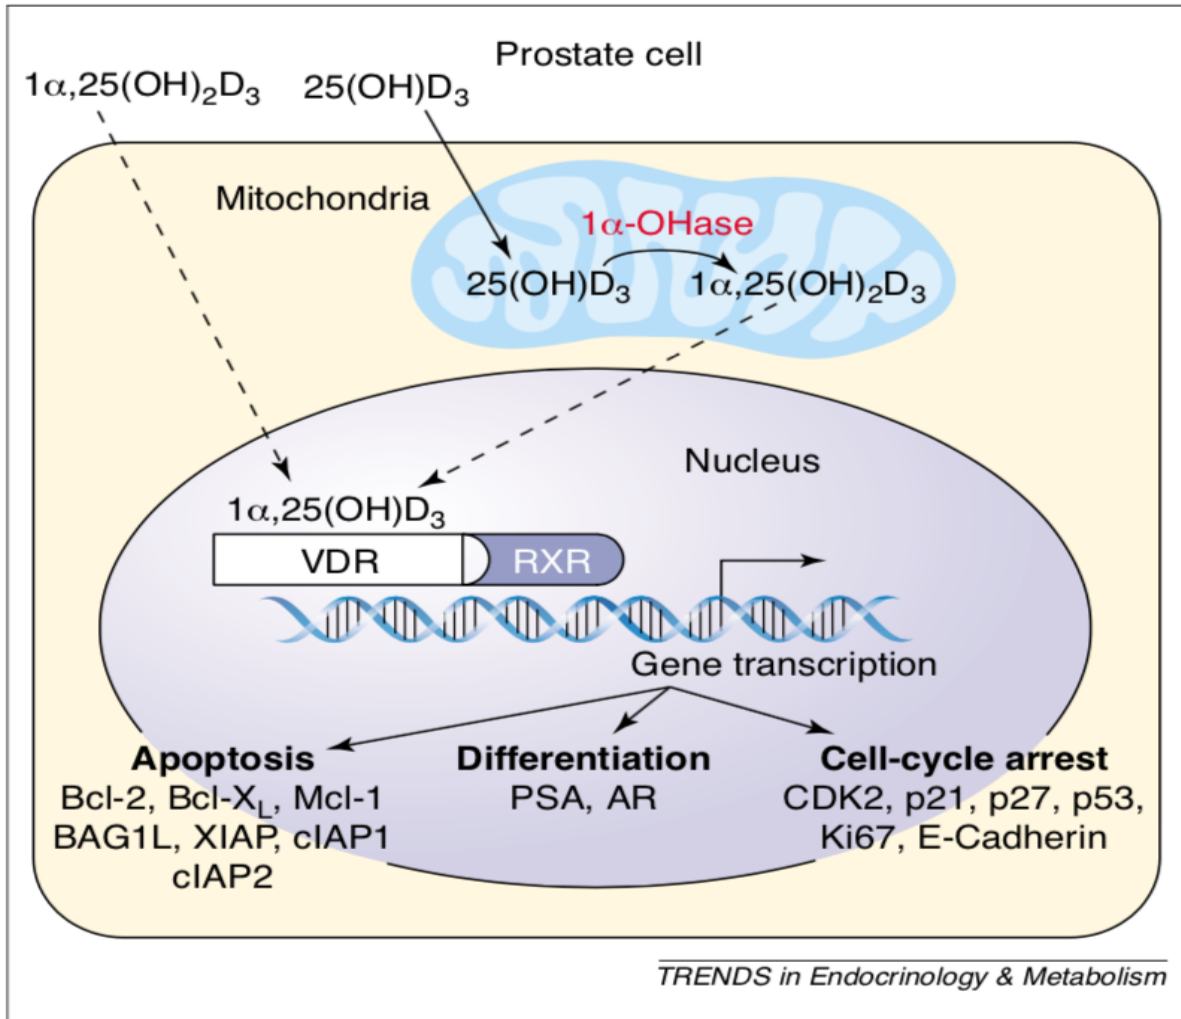 Prostate cell
1α,25(OH)₂D₃
25(OH)D₃
Mitochondria
1α-OHase
25(OH)D₃
1α,25(OH)₂D₃
Nucleus
1α,25(OH)D₃
VDR
RXR
Gene transcription
Apoptosis
Bcl-2, Bcl-X_L, Mcl-1
BAG1L, XIAP, cIAP1
cIAP2
Differentiation
PSA, AR
Cell-cycle arrest
CDK2, p21, p27, p53,
Ki67, E-Cadherin
TRENDS in Endocrinology & Metabolism